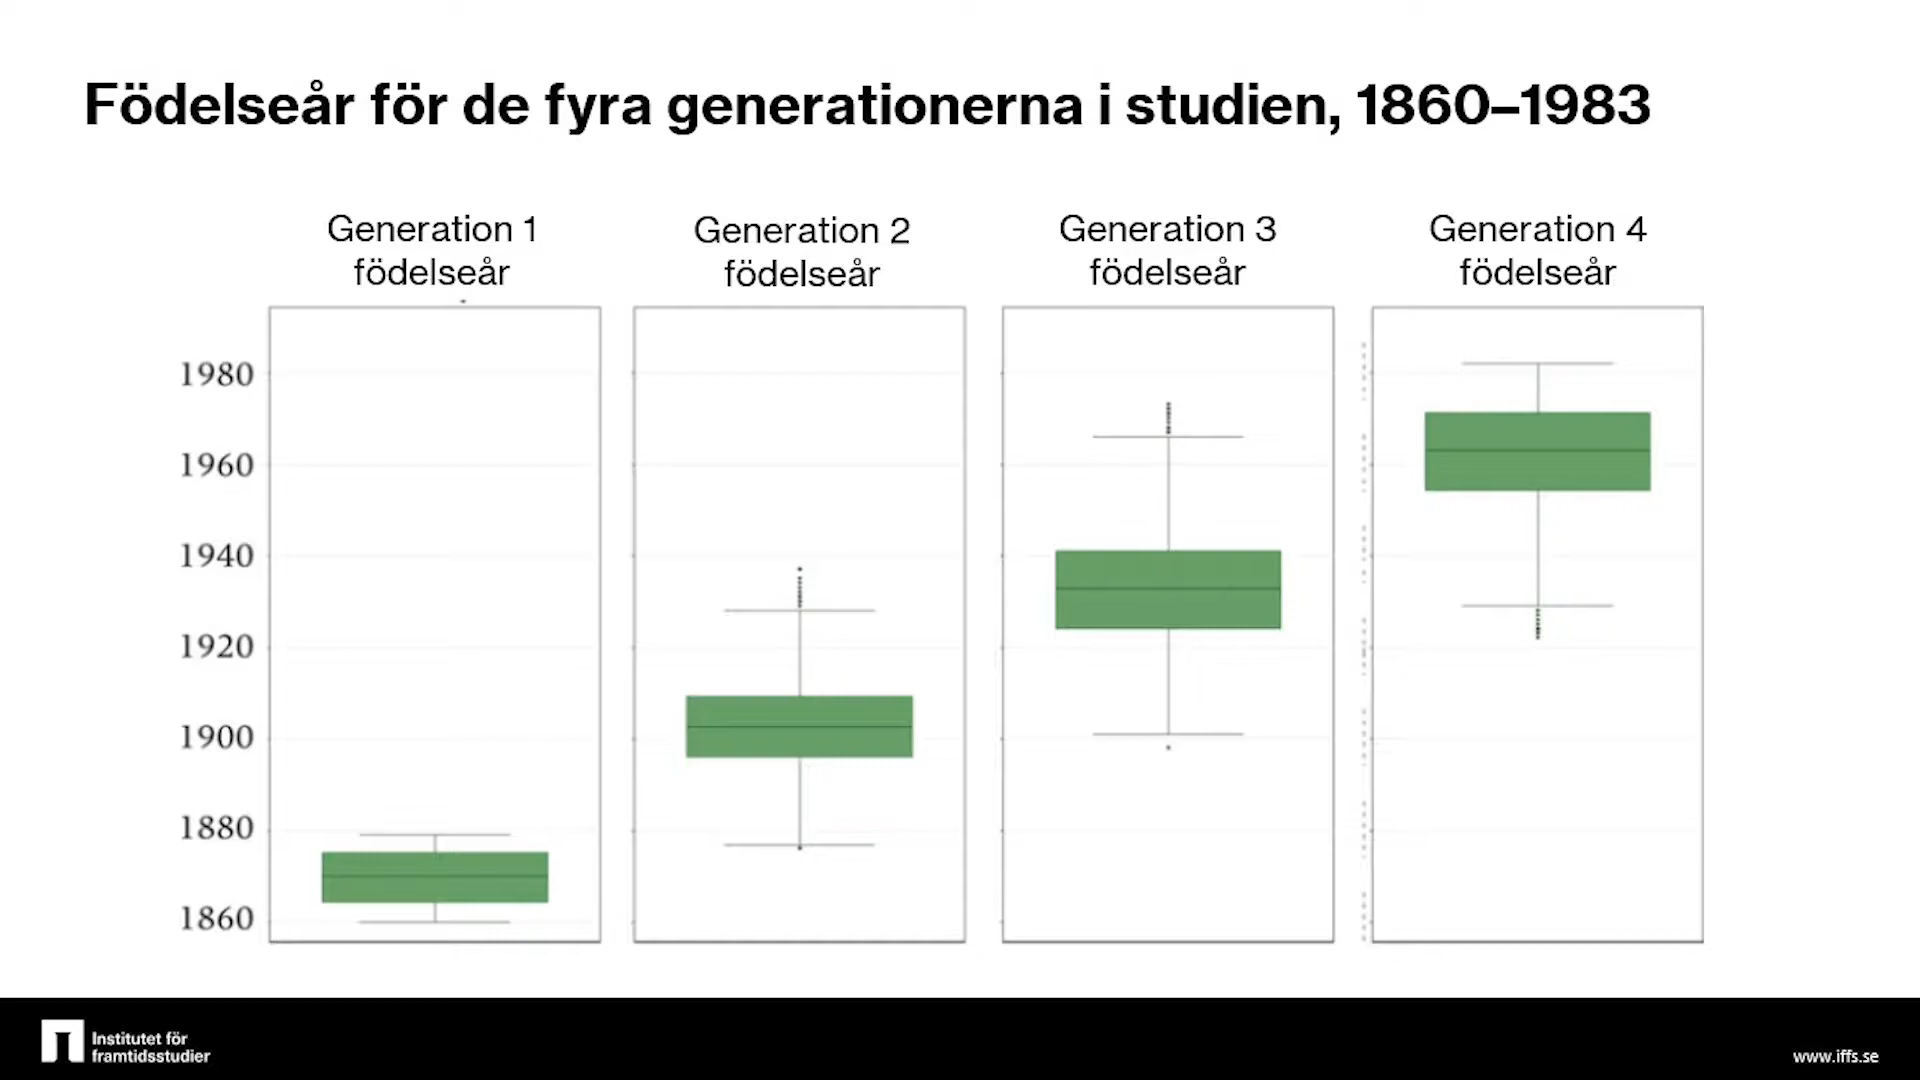 Födelseår för de fyra generationerna i studien, 1860–1983
Generation 1
födelseår
Generation 2
födelseår
Generation 3
födelseår
Generation 4
födelseår
1980
1960
1940
1920
1900
1880
1860
Institutet för
framtidsstudier
www.iffs.se